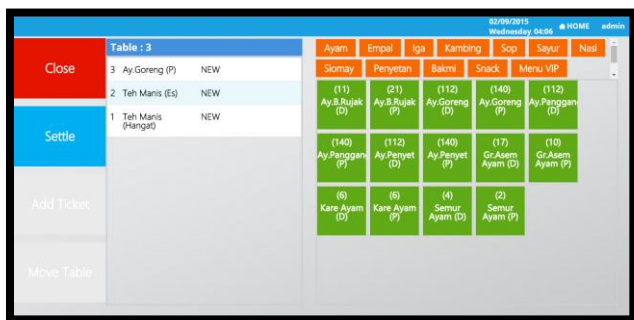 02/09/2015
Wednesday 04:06 HOME admin
Close
Settle
Add Ticket
Move Table
Table : 3
3 Ay.Goreng (P) NEW
2 Teh Manis (Es) NEW
1 Teh Manis NEW
(Hangat)
Ayam Empal Iga Kambing Sop Sayur Nasi
Siomay Penyetan Bakmi Snack Menu VIP
(11) (21) (112) (140) (112)
Ay.B.Rujak Ay.B.Rujak Ay.Goreng Ay.Goreng Ay.Panggang
(D) (P) (D) (P) (D)
(140) (112) (140) (17) (10)
Ay.Panggang Ay.Penyet Ay.Penyet Gr.Asem Gr.Asem
(P) (D) (P) Ayam (D) Ayam (P)
(6) (6) (4) (2)
Kare Ayam Kare Ayam Semur Semur
(D) (P) Ayam (D) Ayam (P)